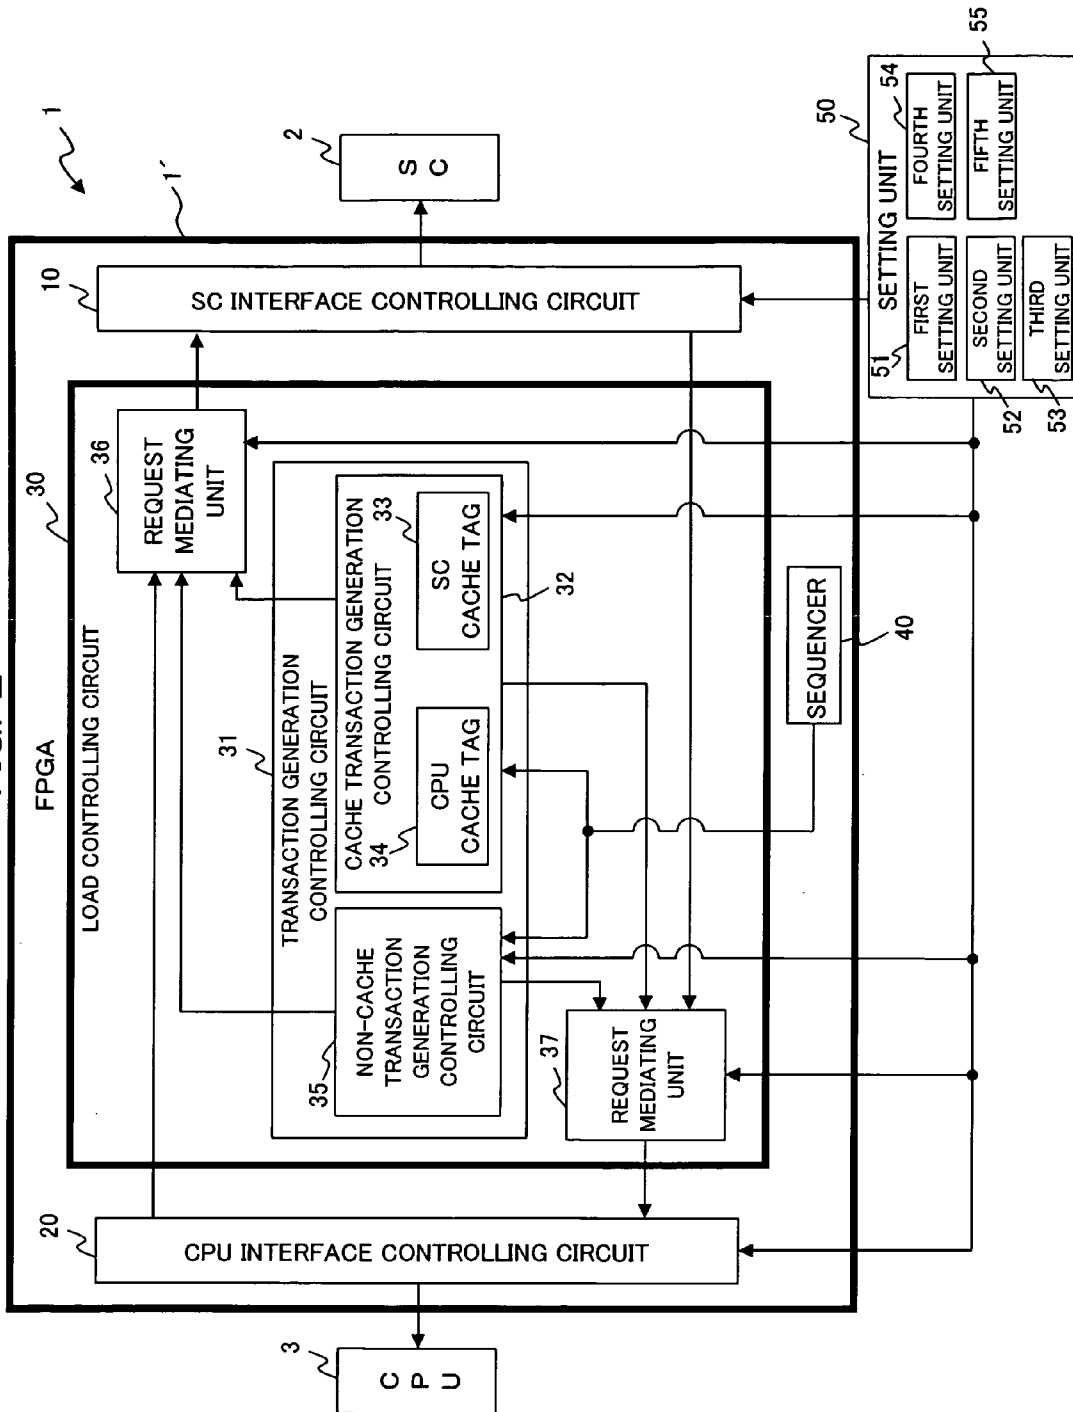 1
1'
FPGA
30
LOAD CONTROLLING CIRCUIT
36
REQUEST
MEDIATING
UNIT
10
SC INTERFACE CONTROLLING CIRCUIT
2
SC
20
CPU INTERFACE CONTROLLING CIRCUIT
3
CPU
31
TRANSACTION GENERATION
CONTROLLING CIRCUIT
CACHE TRANSACTION GENERATION
CONTROLLING CIRCUIT
32
33
SC
CACHE TAG
34
CPU
CACHE TAG
35
NON-CACHE
TRANSACTION
GENERATION
CONTROLLING
CIRCUIT
37
REQUEST
MEDIATING
UNIT
SEQUENCER
40
50
SETTING UNIT
51
FIRST
SETTING UNIT
52
SECOND
SETTING UNIT
53
THIRD
SETTING UNIT
54
FOURTH
SETTING UNIT
55
FIFTH
SETTING UNIT